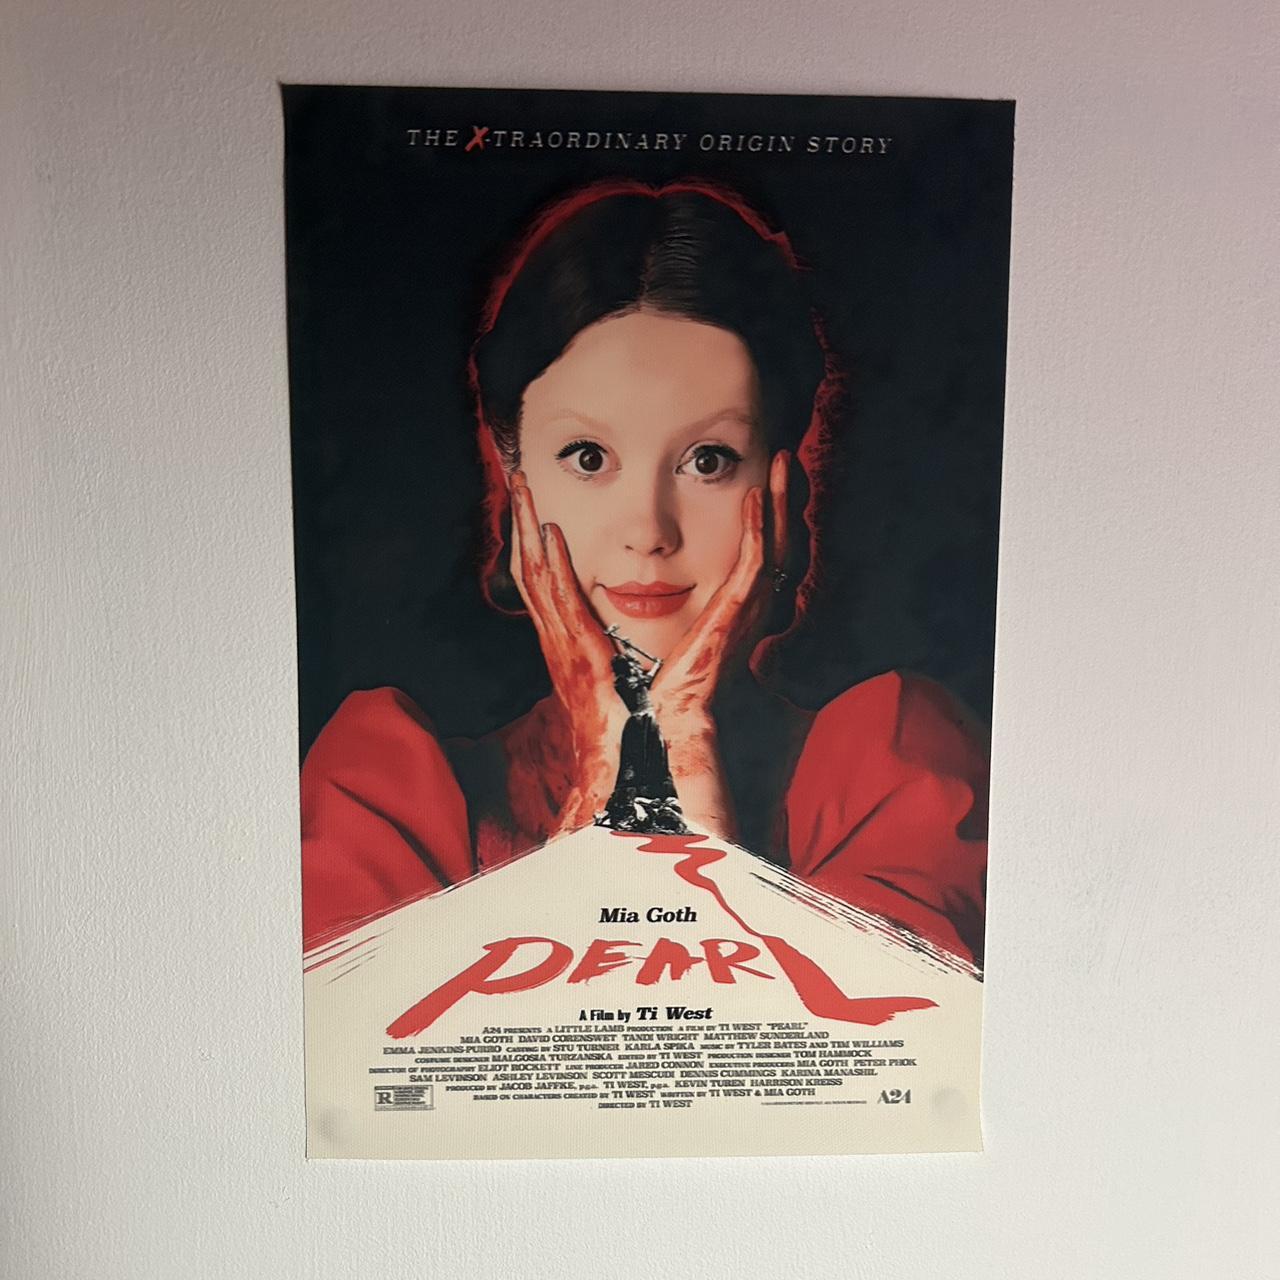 THE X-TRAORDINARY ORIGIN STORY
Mia Goth
PEARL
A Film by Ti West
A24 PRESENTS A LITTLE LAMB PRODUCTION A FILM BY TI WEST "PEARL"
MIA GOTH DAVID CORENSWET TANDI WRIGHT MATTHEW SUNDERLAND
EMMA JENKINS-PURRO CASTING BY STU TURNER KARLA SPIKA MUSIC BY TYLER BATES AND TIM WILLIAMS
COSTUME DESIGNER MALGOSIA TURZANSKA EDITED BY TI WEST PRODUCTION DESIGNER TOM HAMMOCK
DIRECTOR OF PHOTOGRAPHY ELIOT ROCKETT LINE PRODUCER JARED CONNON EXECUTIVE PRODUCERS MIA GOTH PETER PHOK
SAM LEVINSON ASHLEY LEVINSON SCOTT MESCUDI DENNIS CUMMINGS KARINA MANASHIL
PRODUCED BY JACOB JAFFKE, p.g.a. TI WEST, p.g.a. KEVIN TUREN HARRISON KREISS
BASED ON CHARACTERS CREATED BY TI WEST WRITTEN BY TI WEST & MIA GOTH
DIRECTED BY TI WEST
R
A24